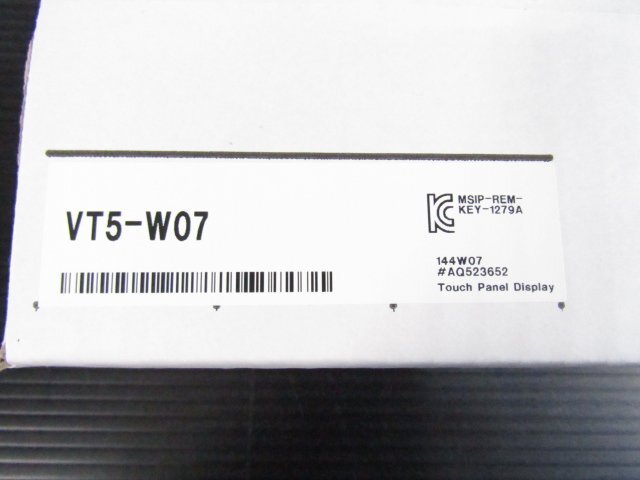 VT5-W07
MSIP-REM-
KEY-1279A
144W07
#AQ523652
Touch Panel Display